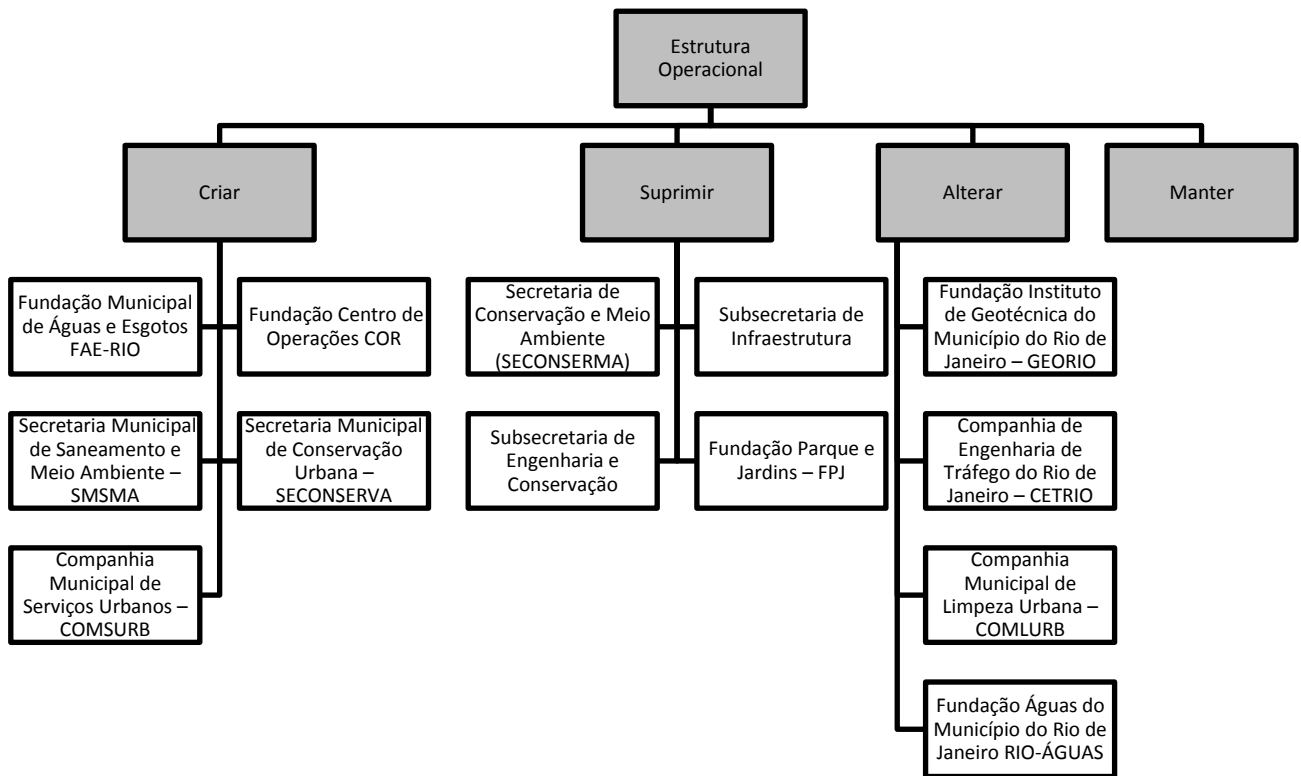 Estrutura
Operacional
Criar
Suprimir
Alterar
Manter
Fundação Municipal
de Águas e Esgotos
FAE-RIO
Fundação Centro de
Operações COR
Secretaria Municipal
de Saneamento e
Meio Ambiente –
SMSMA
Secretaria Municipal
de Conservação
Urbana –
SECONSERVA
Companhia
Municipal de
Serviços Urbanos –
COMSURB
Secretaria de
Conservação e Meio
Ambiente
(SECONSERMA)
Subsecretaria de
Infraestrutura
Subsecretaria de
Engenharia e
Conservação
Fundação Parque e
Jardins – FPJ
Fundação Instituto
de Geotécnica do
Município do Rio de
Janeiro – GEORIO
Companhia de
Engenharia de
Tráfego do Rio de
Janeiro – CETRIO
Companhia
Municipal de
Limpeza Urbana –
COMLURB
Fundação Águas do
Município do Rio de
Janeiro RIO-ÁGUAS